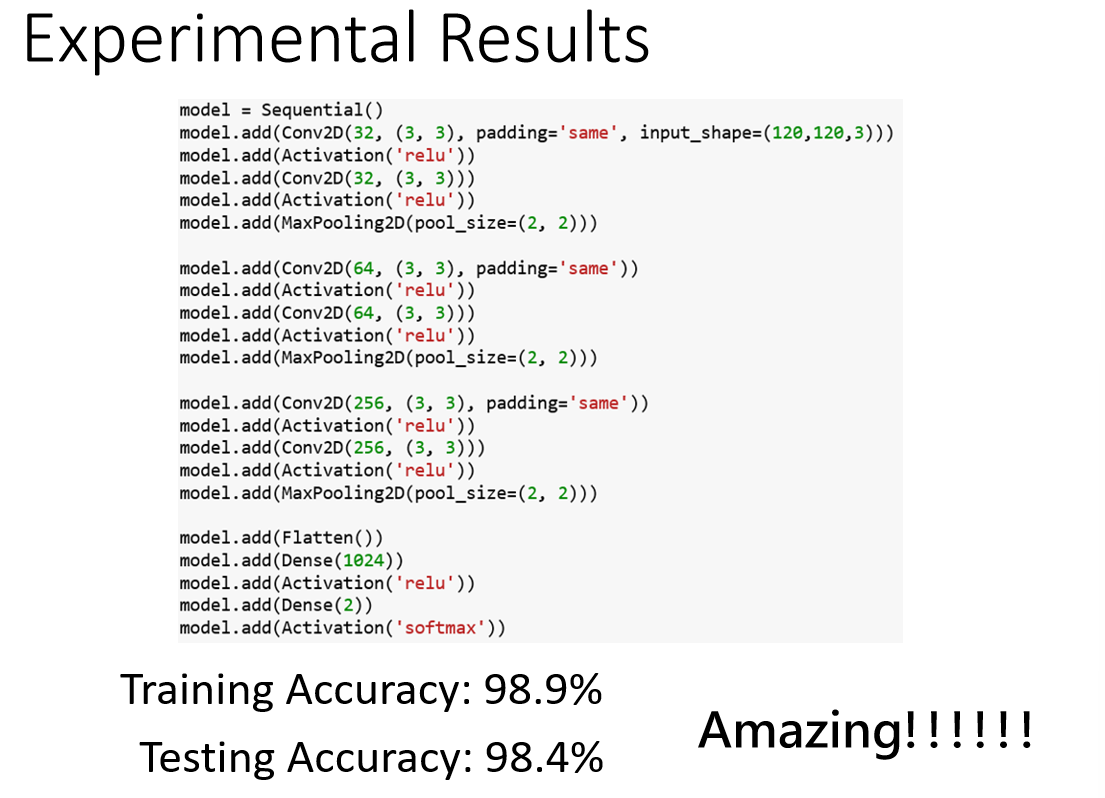 Experimental Results
model = Sequential()
model.add(Conv2D(32, (3, 3), padding='same', input_shape=(120,120,3)))
model.add(Activation('relu'))
model.add(Conv2D(32, (3, 3)))
model.add(Activation('relu'))
model.add(MaxPooling2D(pool_size=(2, 2)))
model.add(Conv2D(64, (3, 3), padding='same'))
model.add(Activation('relu'))
model.add(Conv2D(64, (3, 3)))
model.add(Activation('relu'))
model.add(MaxPooling2D(pool_size=(2, 2)))
model.add(Conv2D(256, (3, 3), padding='same'))
model.add(Activation('relu'))
model.add(Conv2D(256, (3, 3)))
model.add(Activation('relu'))
model.add(MaxPooling2D(pool_size=(2, 2)))
model.add(Flatten())
model.add(Dense(1024))
model.add(Activation('relu'))
model.add(Dense(2))
model.add(Activation('softmax'))
Training Accuracy: 98.9%
Testing Accuracy: 98.4%
Amazing!!!!!!